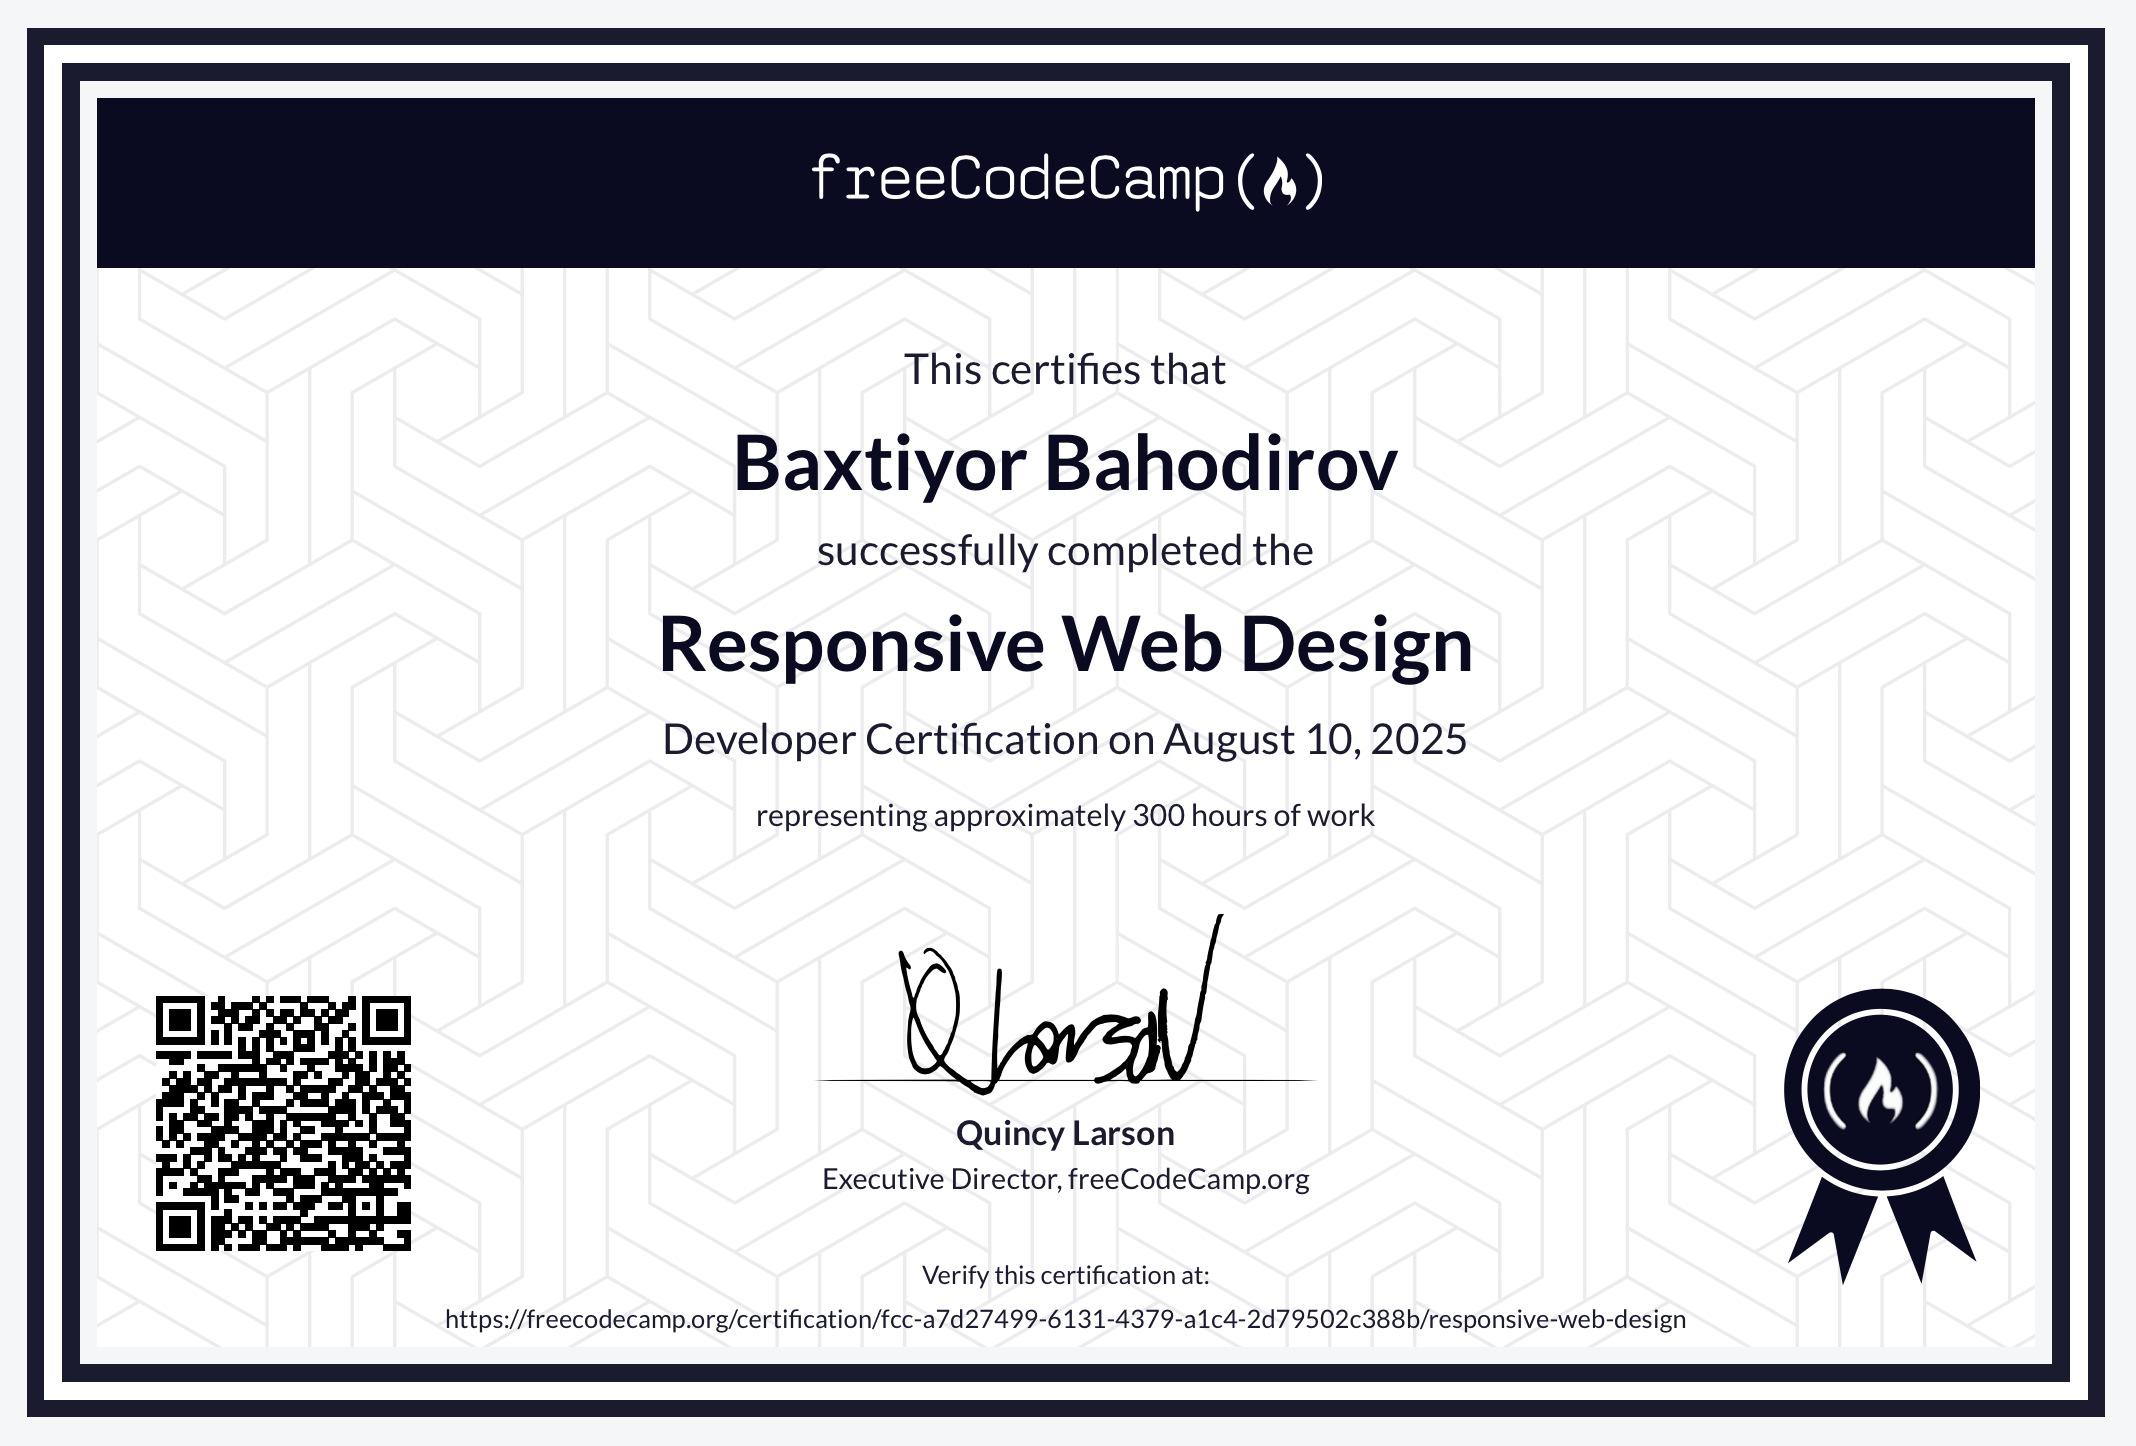 freeCodeCamp(🔥)
This certifies that
Baxtiyor Bahodirov
successfully completed the
Responsive Web Design
Developer Certification on August 10, 2025
representing approximately 300 hours of work
Quincy Larson
Executive Director, freeCodeCamp.org
Verify this certification at:
https://freecodecamp.org/certification/fcc-a7d27499-6131-4379-a1c4-2d79502c388b/responsive-web-design